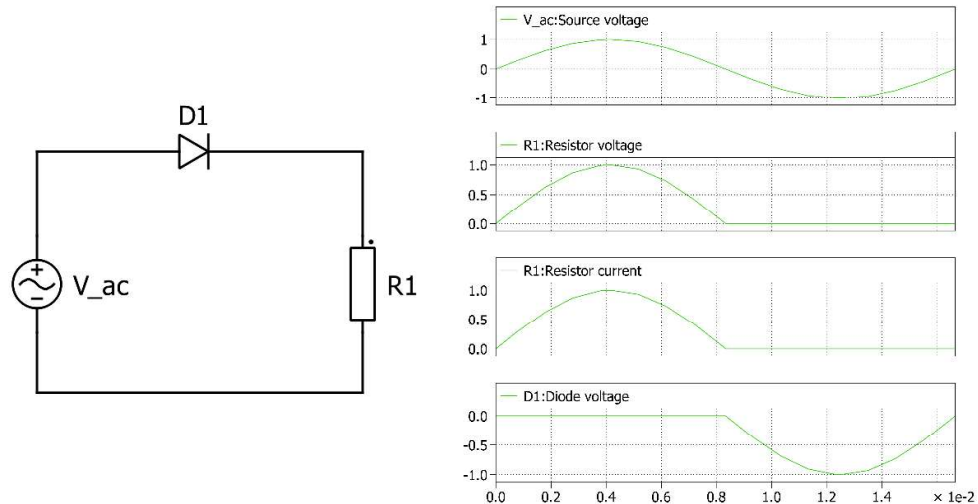 D1
V_ac
R1
+
−
V_ac:Source voltage
1
0
-1
R1:Resistor voltage
1.0
0.5
0.0
R1:Resistor current
1.0
0.5
0.0
D1:Diode voltage
0.0
-0.5
-1.0
0.0 0.2 0.4 0.6 0.8 1.0 1.2 1.4 × 1e-2